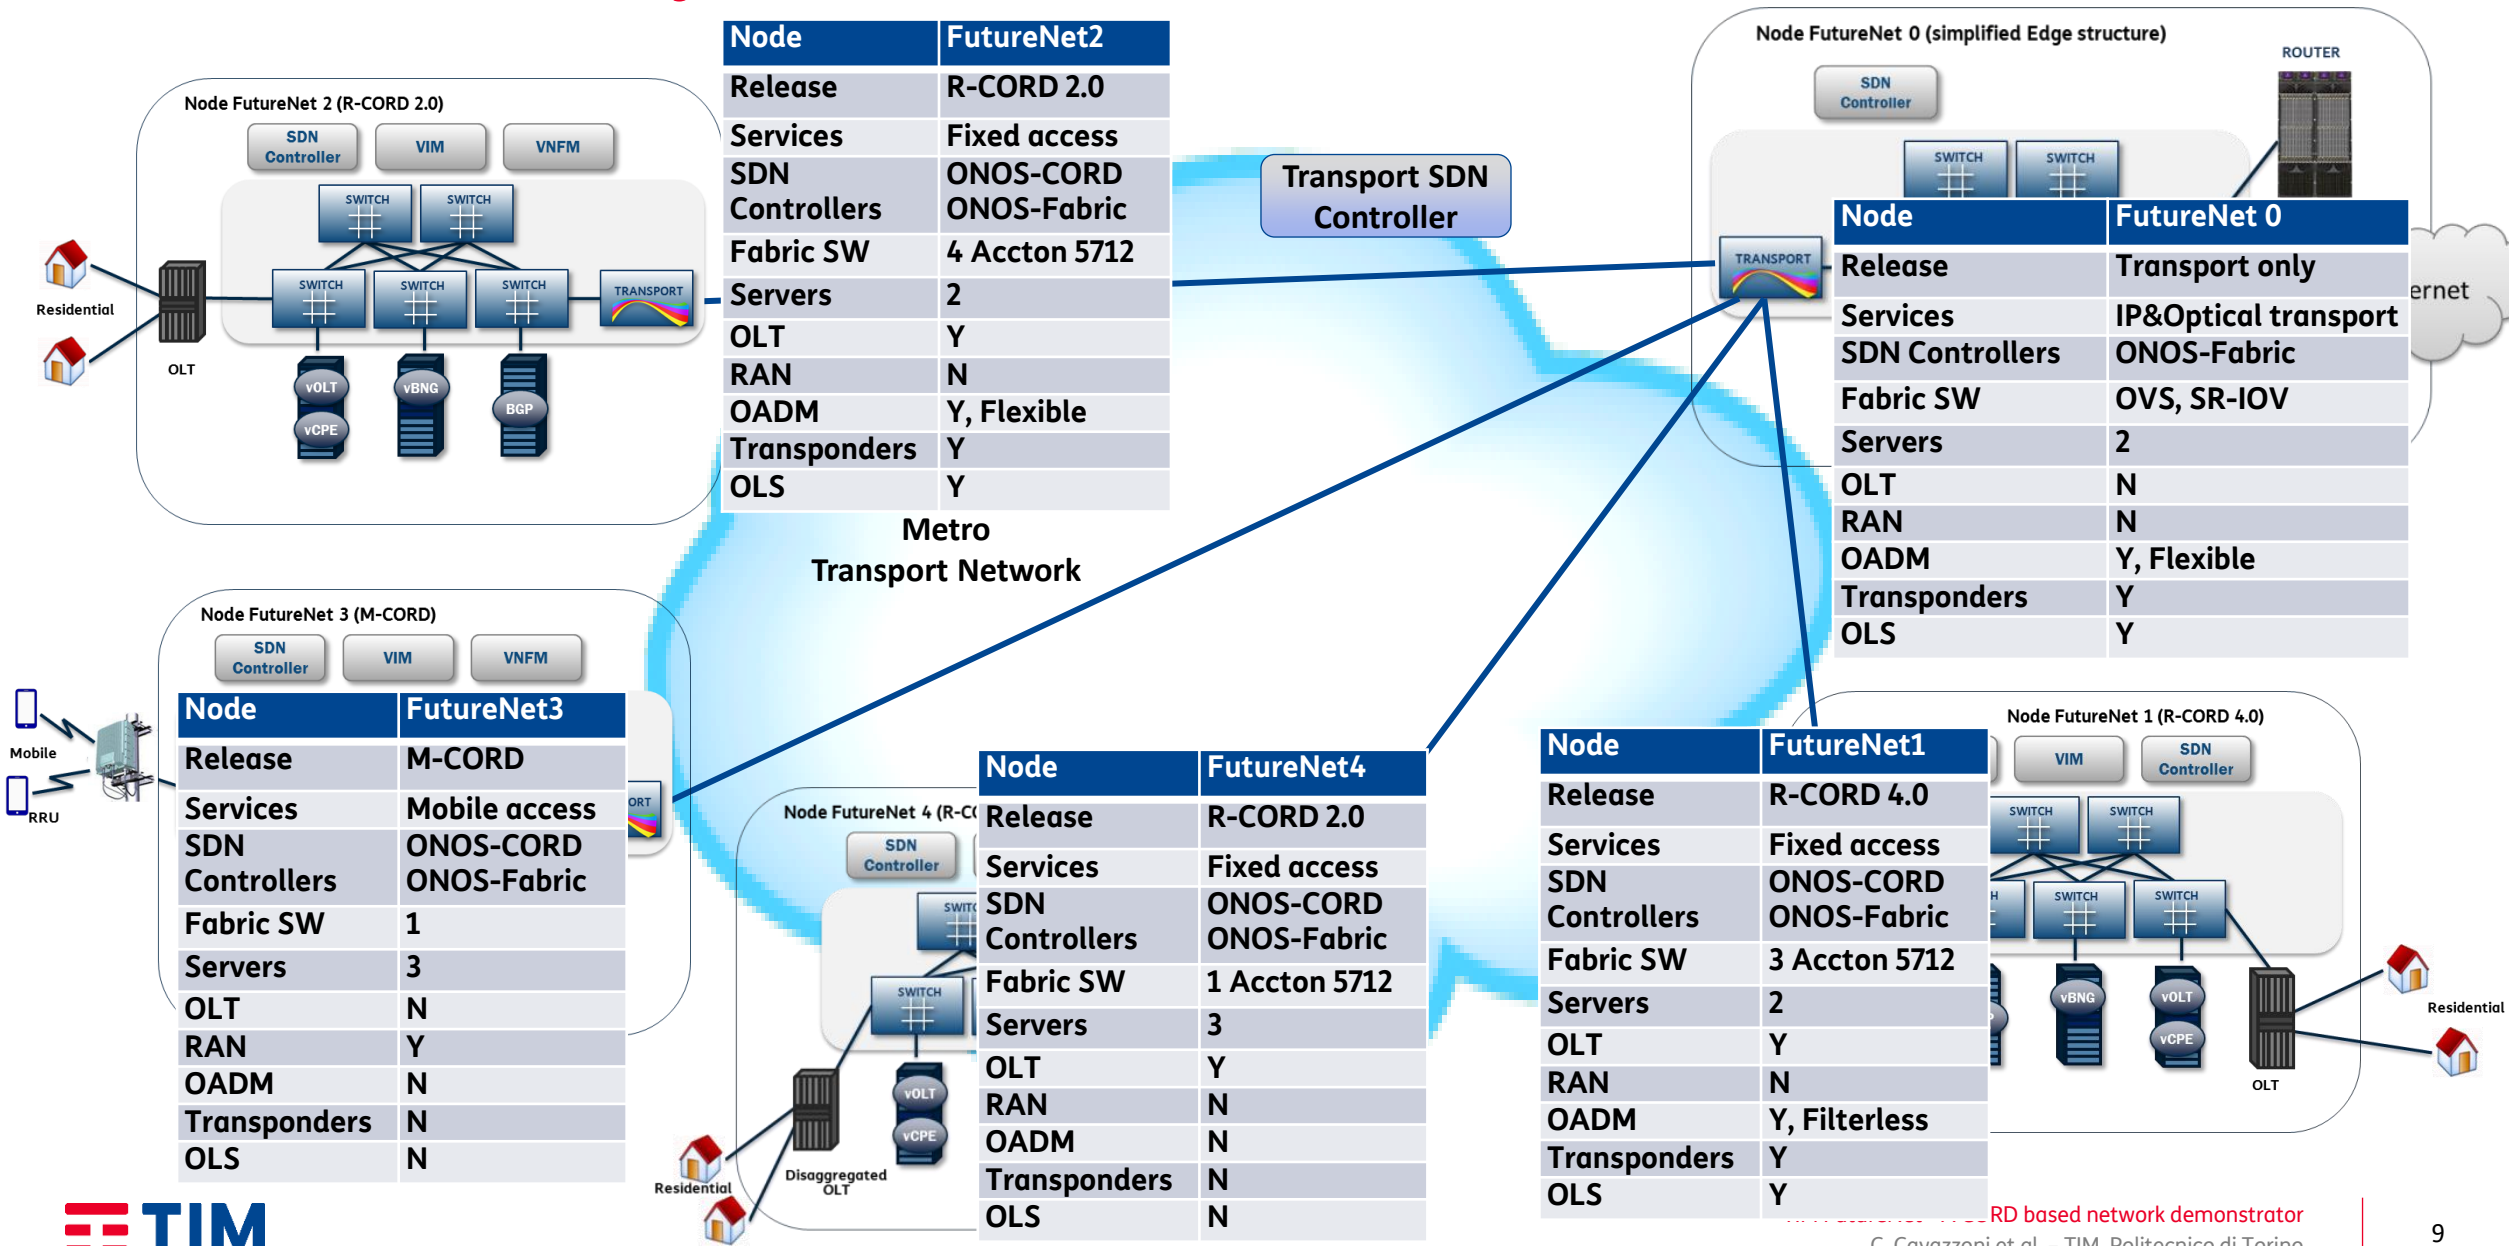 Node FutureNet 2 (R-CORD 2.0)
SDN
Controller
VIM
VNFM
SWITCH
SWITCH
SWITCH
SWITCH
SWITCH
TRANSPORT
Residential
OLT
vOLT
vCPE
vBNG
BGP
Node FutureNet2
Release R-CORD 2.0
Services Fixed access
SDN Controllers ONOS-CORD ONOS-Fabric
Fabric SW 4 Accton 5712
Servers 2
OLT Y
RAN N
OADM Y, Flexible
Transponders Y
OLS Y
Transport SDN
Controller
Metro
Transport Network
Node FutureNet 0 (simplified Edge structure)
ROUTER
SDN
Controller
SWITCH
SWITCH
TRANSPORT
ernet
Node FutureNet 0
Release Transport only
Services IP&Optical transport
SDN Controllers ONOS-Fabric
Fabric SW OVS, SR-IOV
Servers 2
OLT N
RAN N
OADM Y, Flexible
Transponders Y
OLS Y
Node FutureNet 3 (M-CORD)
SDN
Controller
VIM
VNFM
Mobile
RRU
ORT
Node FutureNet3
Release M-CORD
Services Mobile access
SDN Controllers ONOS-CORD ONOS-Fabric
Fabric SW 1
Servers 3
OLT N
RAN Y
OADM N
Transponders N
OLS N
Node FutureNet 4 (R-C
SDN
Controller
SWITC
SWITCH
vOLT
vCPE
Disaggregated
OLT
Residential
Node FutureNet4
Release R-CORD 2.0
Services Fixed access
SDN Controllers ONOS-CORD ONOS-Fabric
Fabric SW 1 Accton 5712
Servers 3
OLT Y
RAN N
OADM N
Transponders N
OLS N
Node FutureNet 1 (R-CORD 4.0)
VIM
SDN
Controller
SWITCH
SWITCH
H
SWITCH
SWITCH
P
vBNG
vOLT
vCPE
OLT
Residential
Node FutureNet1
Release R-CORD 4.0
Services Fixed access
SDN Controllers ONOS-CORD ONOS-Fabric
Fabric SW 3 Accton 5712
Servers 2
OLT Y
RAN N
OADM Y, Filterless
Transponders Y
OLS Y
TIM
RD based network demonstrator
C. Cavazzoni et al. – TIM, Politecnico di Torino
9